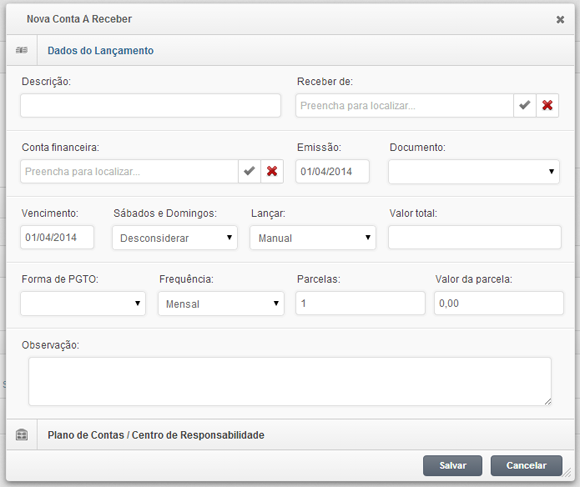 Nova Conta A Receber
Dados do Lançamento
Descrição: Receber de:
Preencha para localizar...
Conta financeira: Emissão: Documento:
Preencha para localizar... 01/04/2014
Vencimento: Sábados e Domingos: Lançar: Valor total:
01/04/2014 Desconsiderar Manual
Forma de PGTO: Frequência: Parcelas: Valor da parcela:
Mensal 1 0,00
Observação:
Plano de Contas / Centro de Responsabilidade
Salvar Cancelar